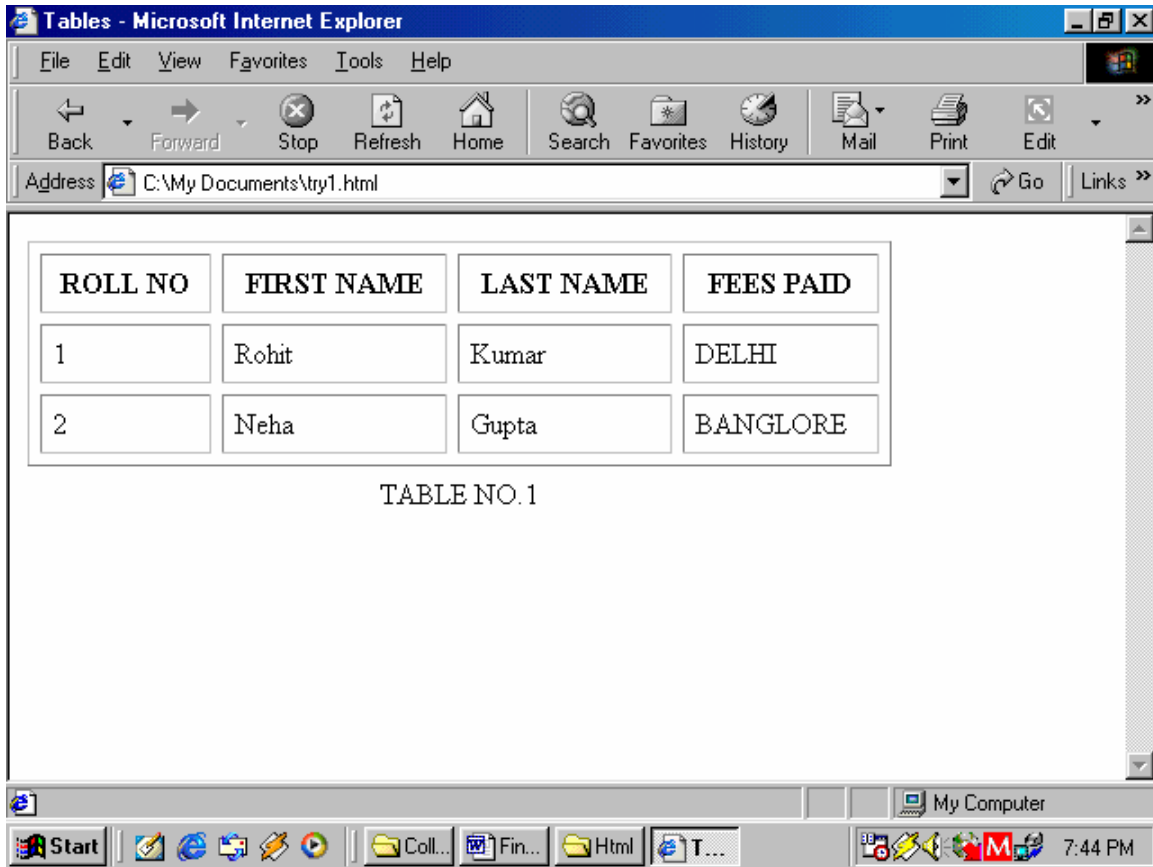 Tables - Microsoft Internet Explorer
File Edit View Favorites Tools Help
Back Forward Stop Refresh Home Search Favorites History Mail Print Edit »
Address C:\My Documents\try1.html Go Links »
ROLL NO FIRST NAME LAST NAME FEES PAID
1 Rohit Kumar DELHI
2 Neha Gupta BANGLORE
TABLE NO.1
My Computer
Start Coll... Fin... Html T... M 7:44 PM